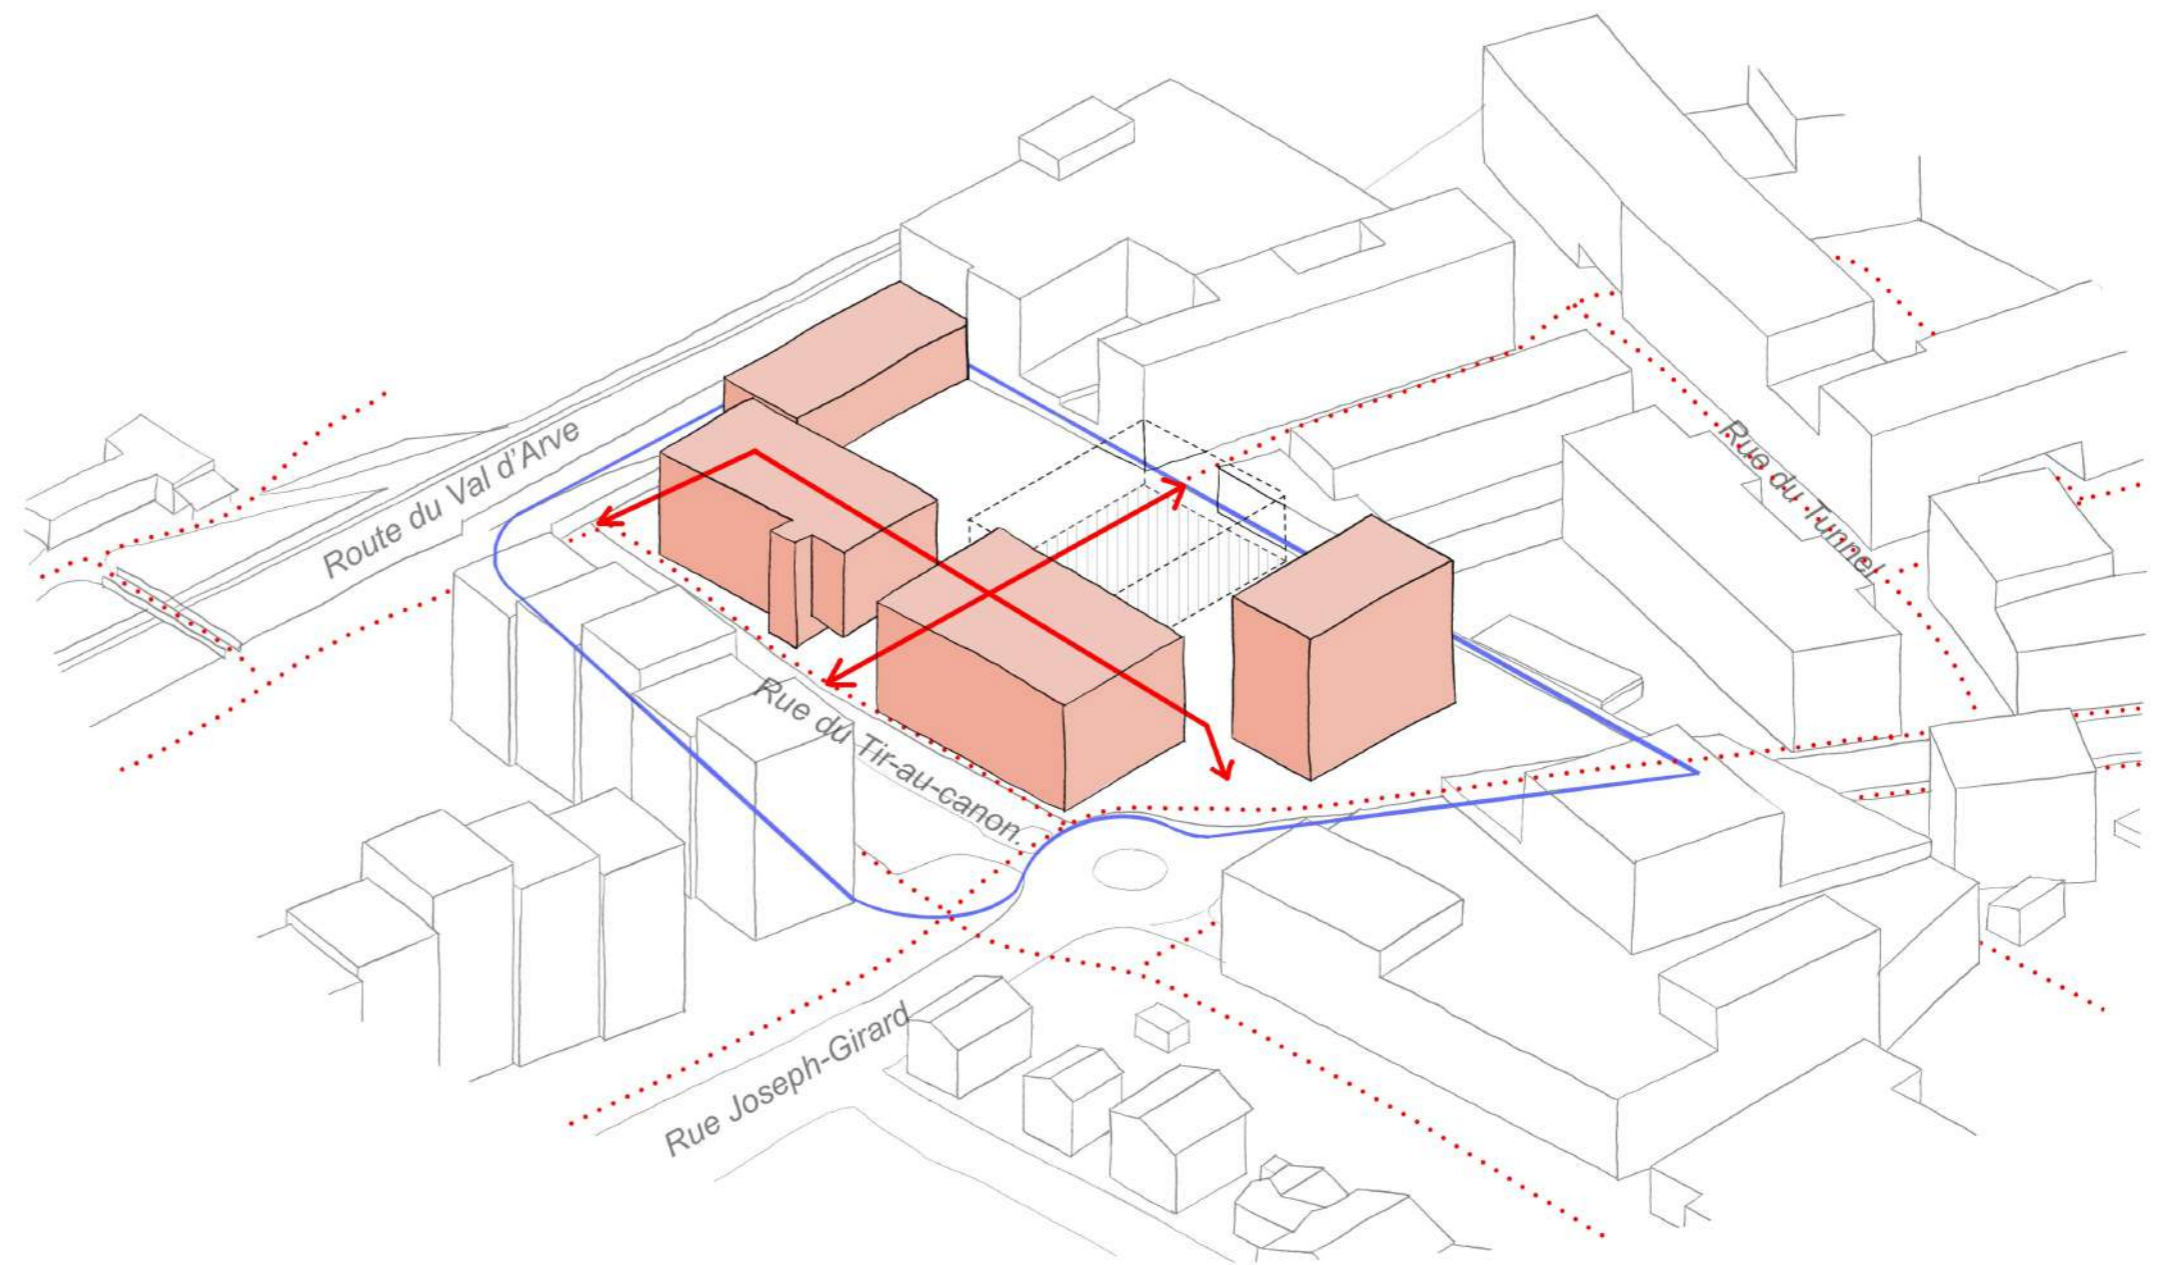 Route du Val d'Arve
Rue du Tunnel
Rue du Tir-au-canon.
Rue Joseph-Girard